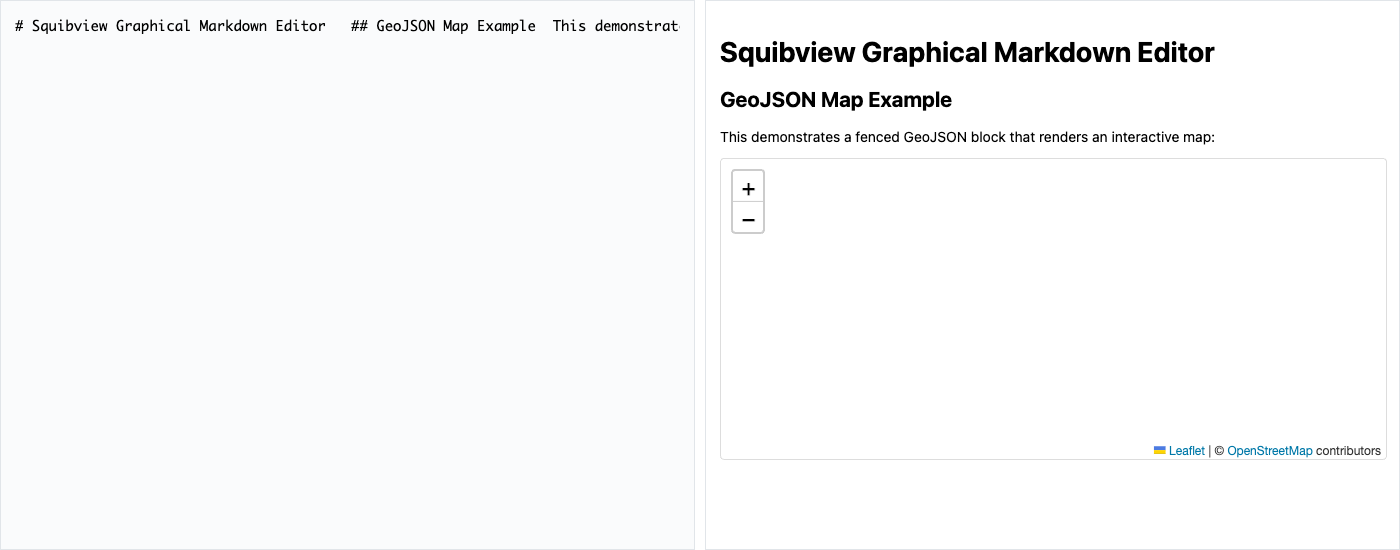 # Squibview Graphical Markdown Editor   ## GeoJSON Map Example  This demonstrat
Squibview Graphical Markdown Editor
GeoJSON Map Example
This demonstrates a fenced GeoJSON block that renders an interactive map:
+
−
Leaflet | © OpenStreetMap contributors